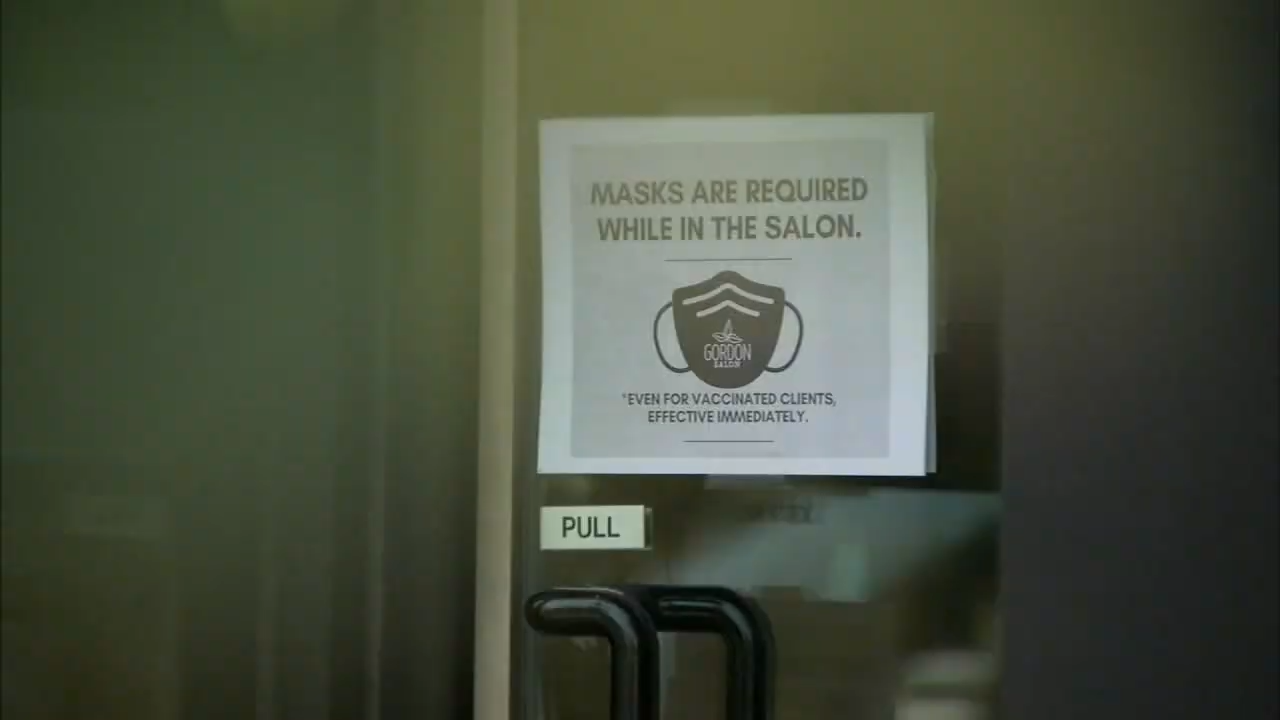 MASKS ARE REQUIRED
WHILE IN THE SALON.
GORDON
SALON
*EVEN FOR VACCINATED CLIENTS,
EFFECTIVE IMMEDIATELY.
PULL